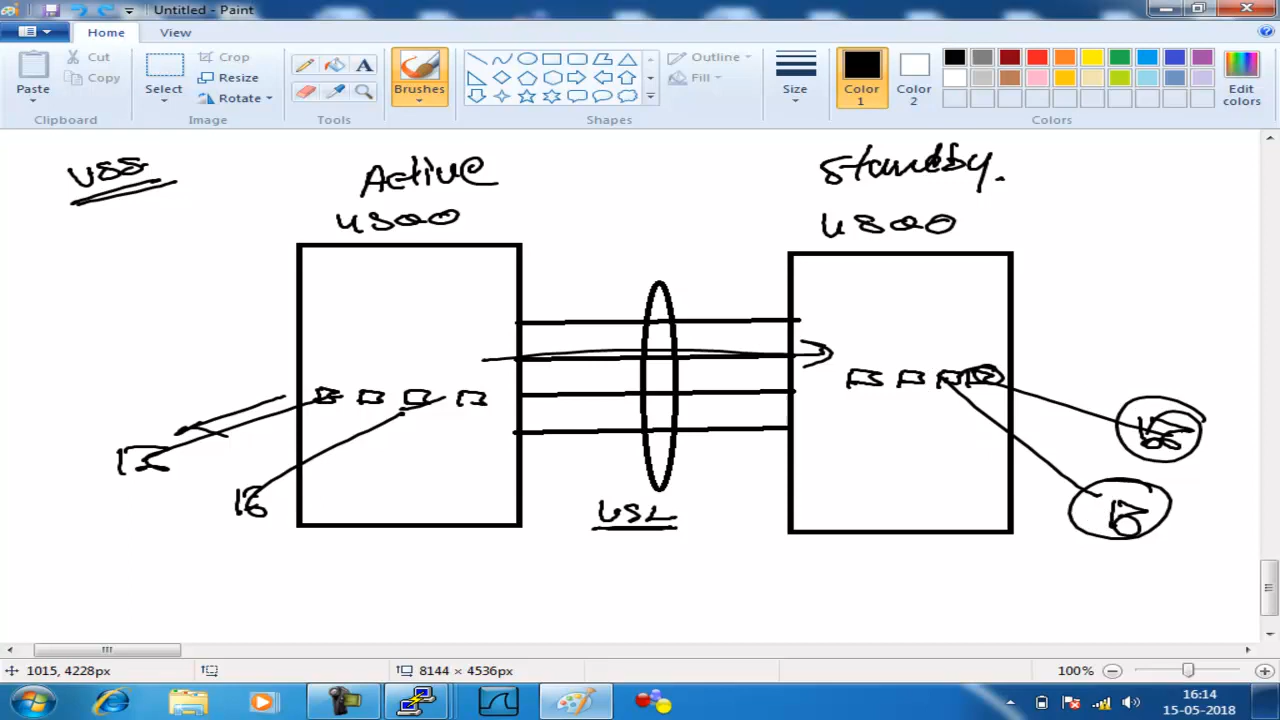 Untitled - Paint
Home
View
Paste
Cut
Copy
Clipboard
Select
Crop
Resize
Rotate
Image
Tools
Brushes
Shapes
Outline
Fill
Size
Color 1
Color 2
Edit colors
Colors
VSS
Active
Standby.
4500
4500
VSL
16
1015, 4228px
8144 × 4536px
100%
16:14
15-05-2018